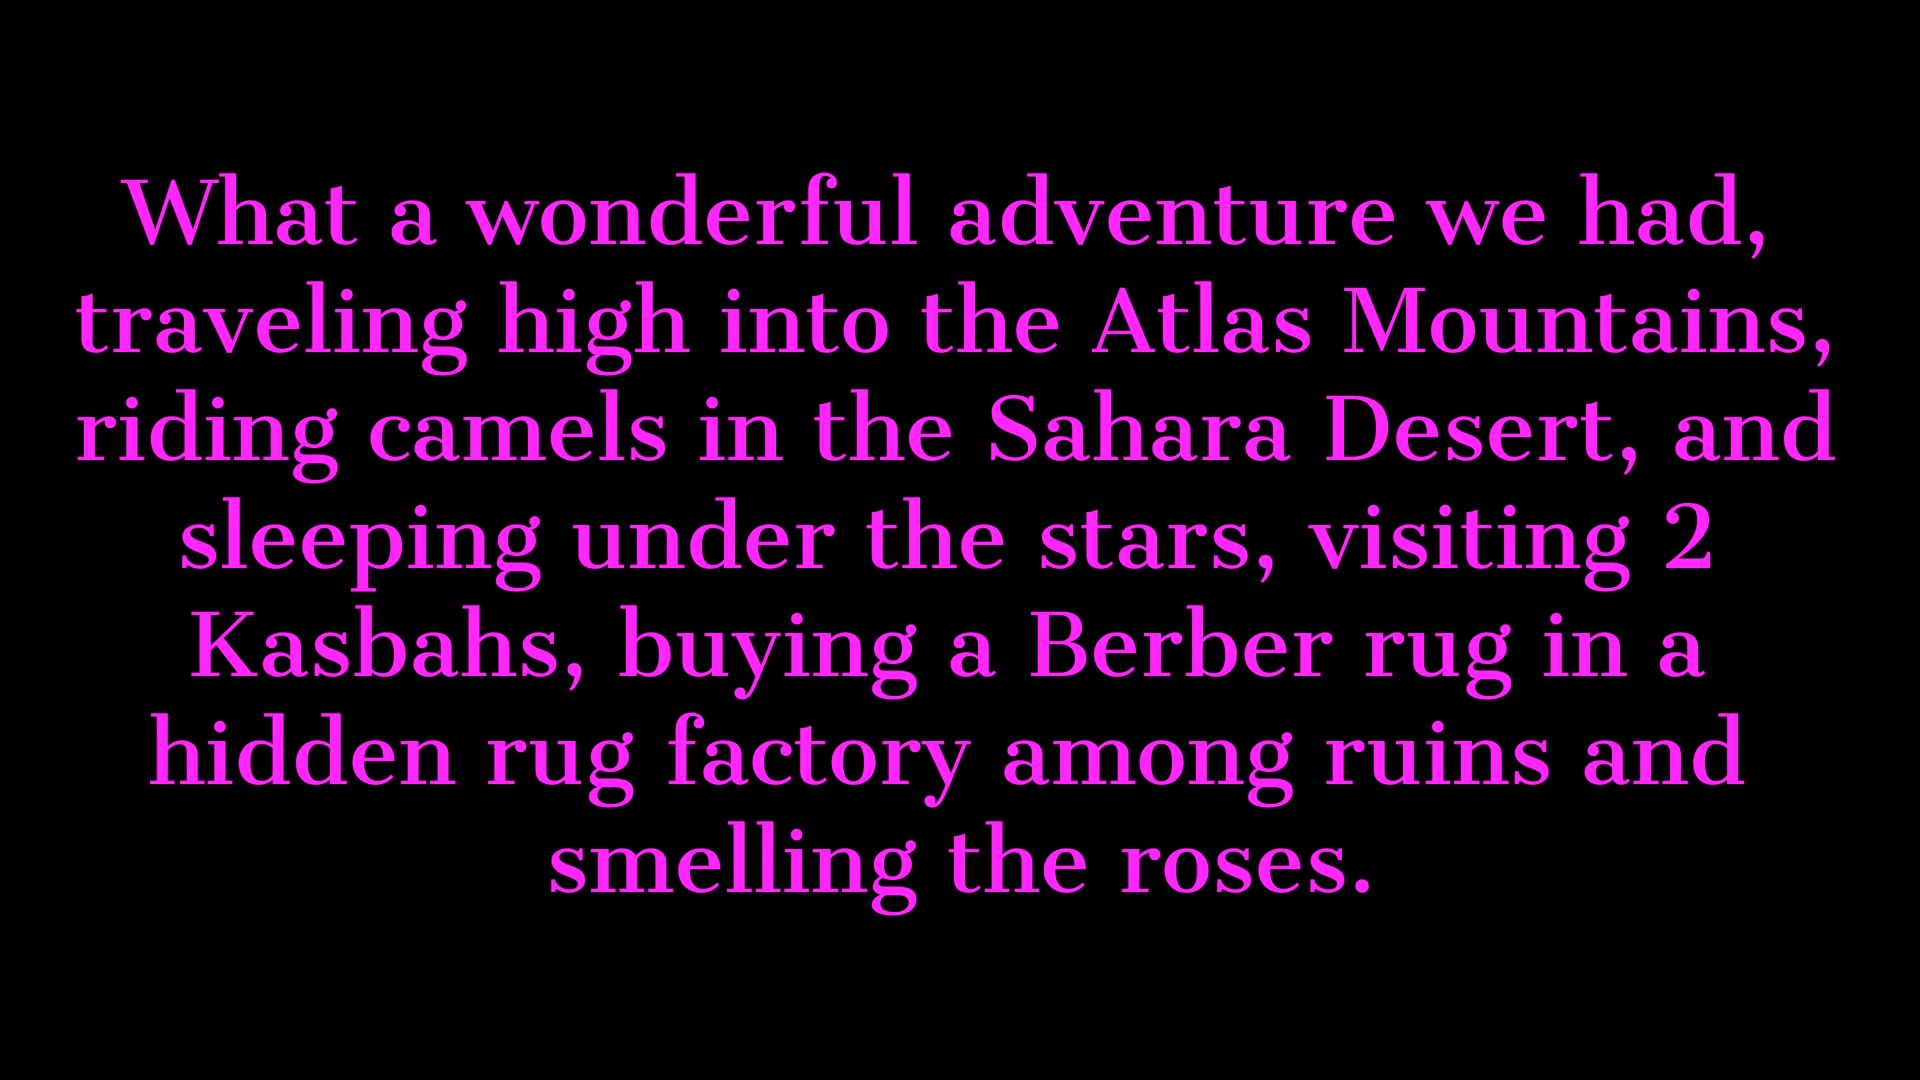 What a wonderful adventure we had,
traveling high into the Atlas Mountains,
riding camels in the Sahara Desert, and
sleeping under the stars, visiting 2
Kasbahs, buying a Berber rug in a
hidden rug factory among ruins and
smelling the roses.